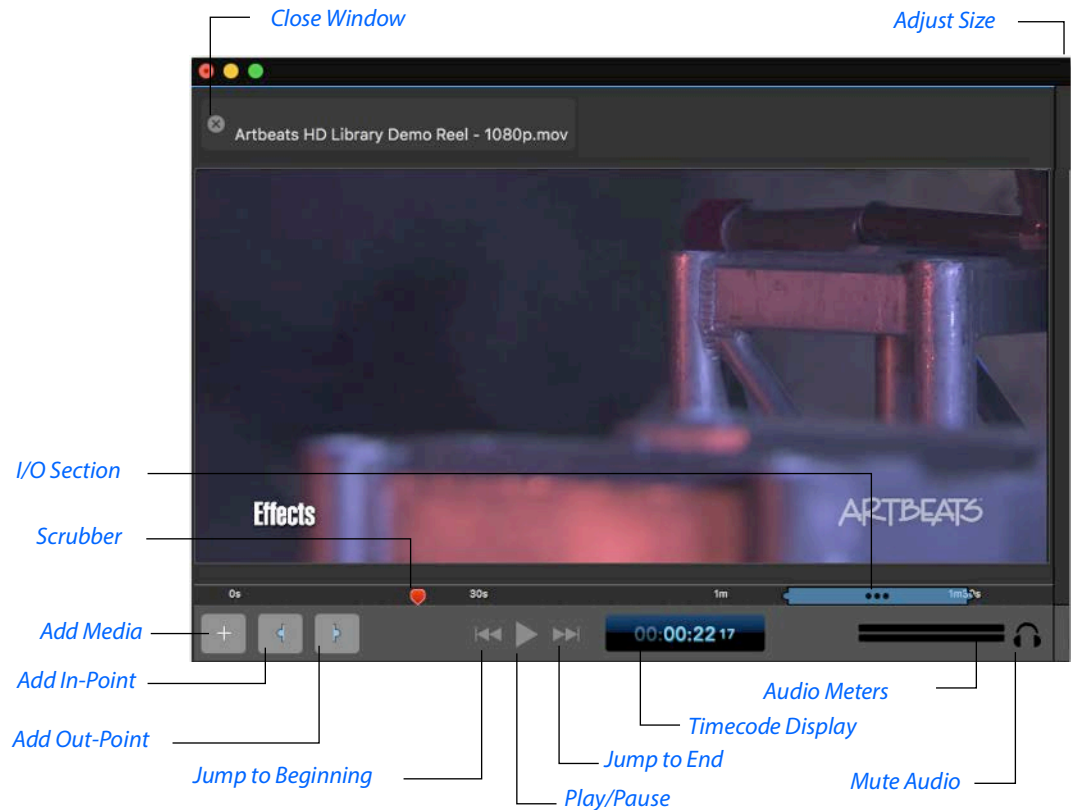 Close Window
Adjust Size
Artbeats HD Library Demo Reel - 1080p.mov
I/O Section
Effects
ARTBEATS
Scrubber
0s 30s 1m 1m30s
Add Media
00:00:22 17
Add In-Point
Audio Meters
Add Out-Point
Timecode Display
Jump to End
Jump to Beginning
Mute Audio
Play/Pause